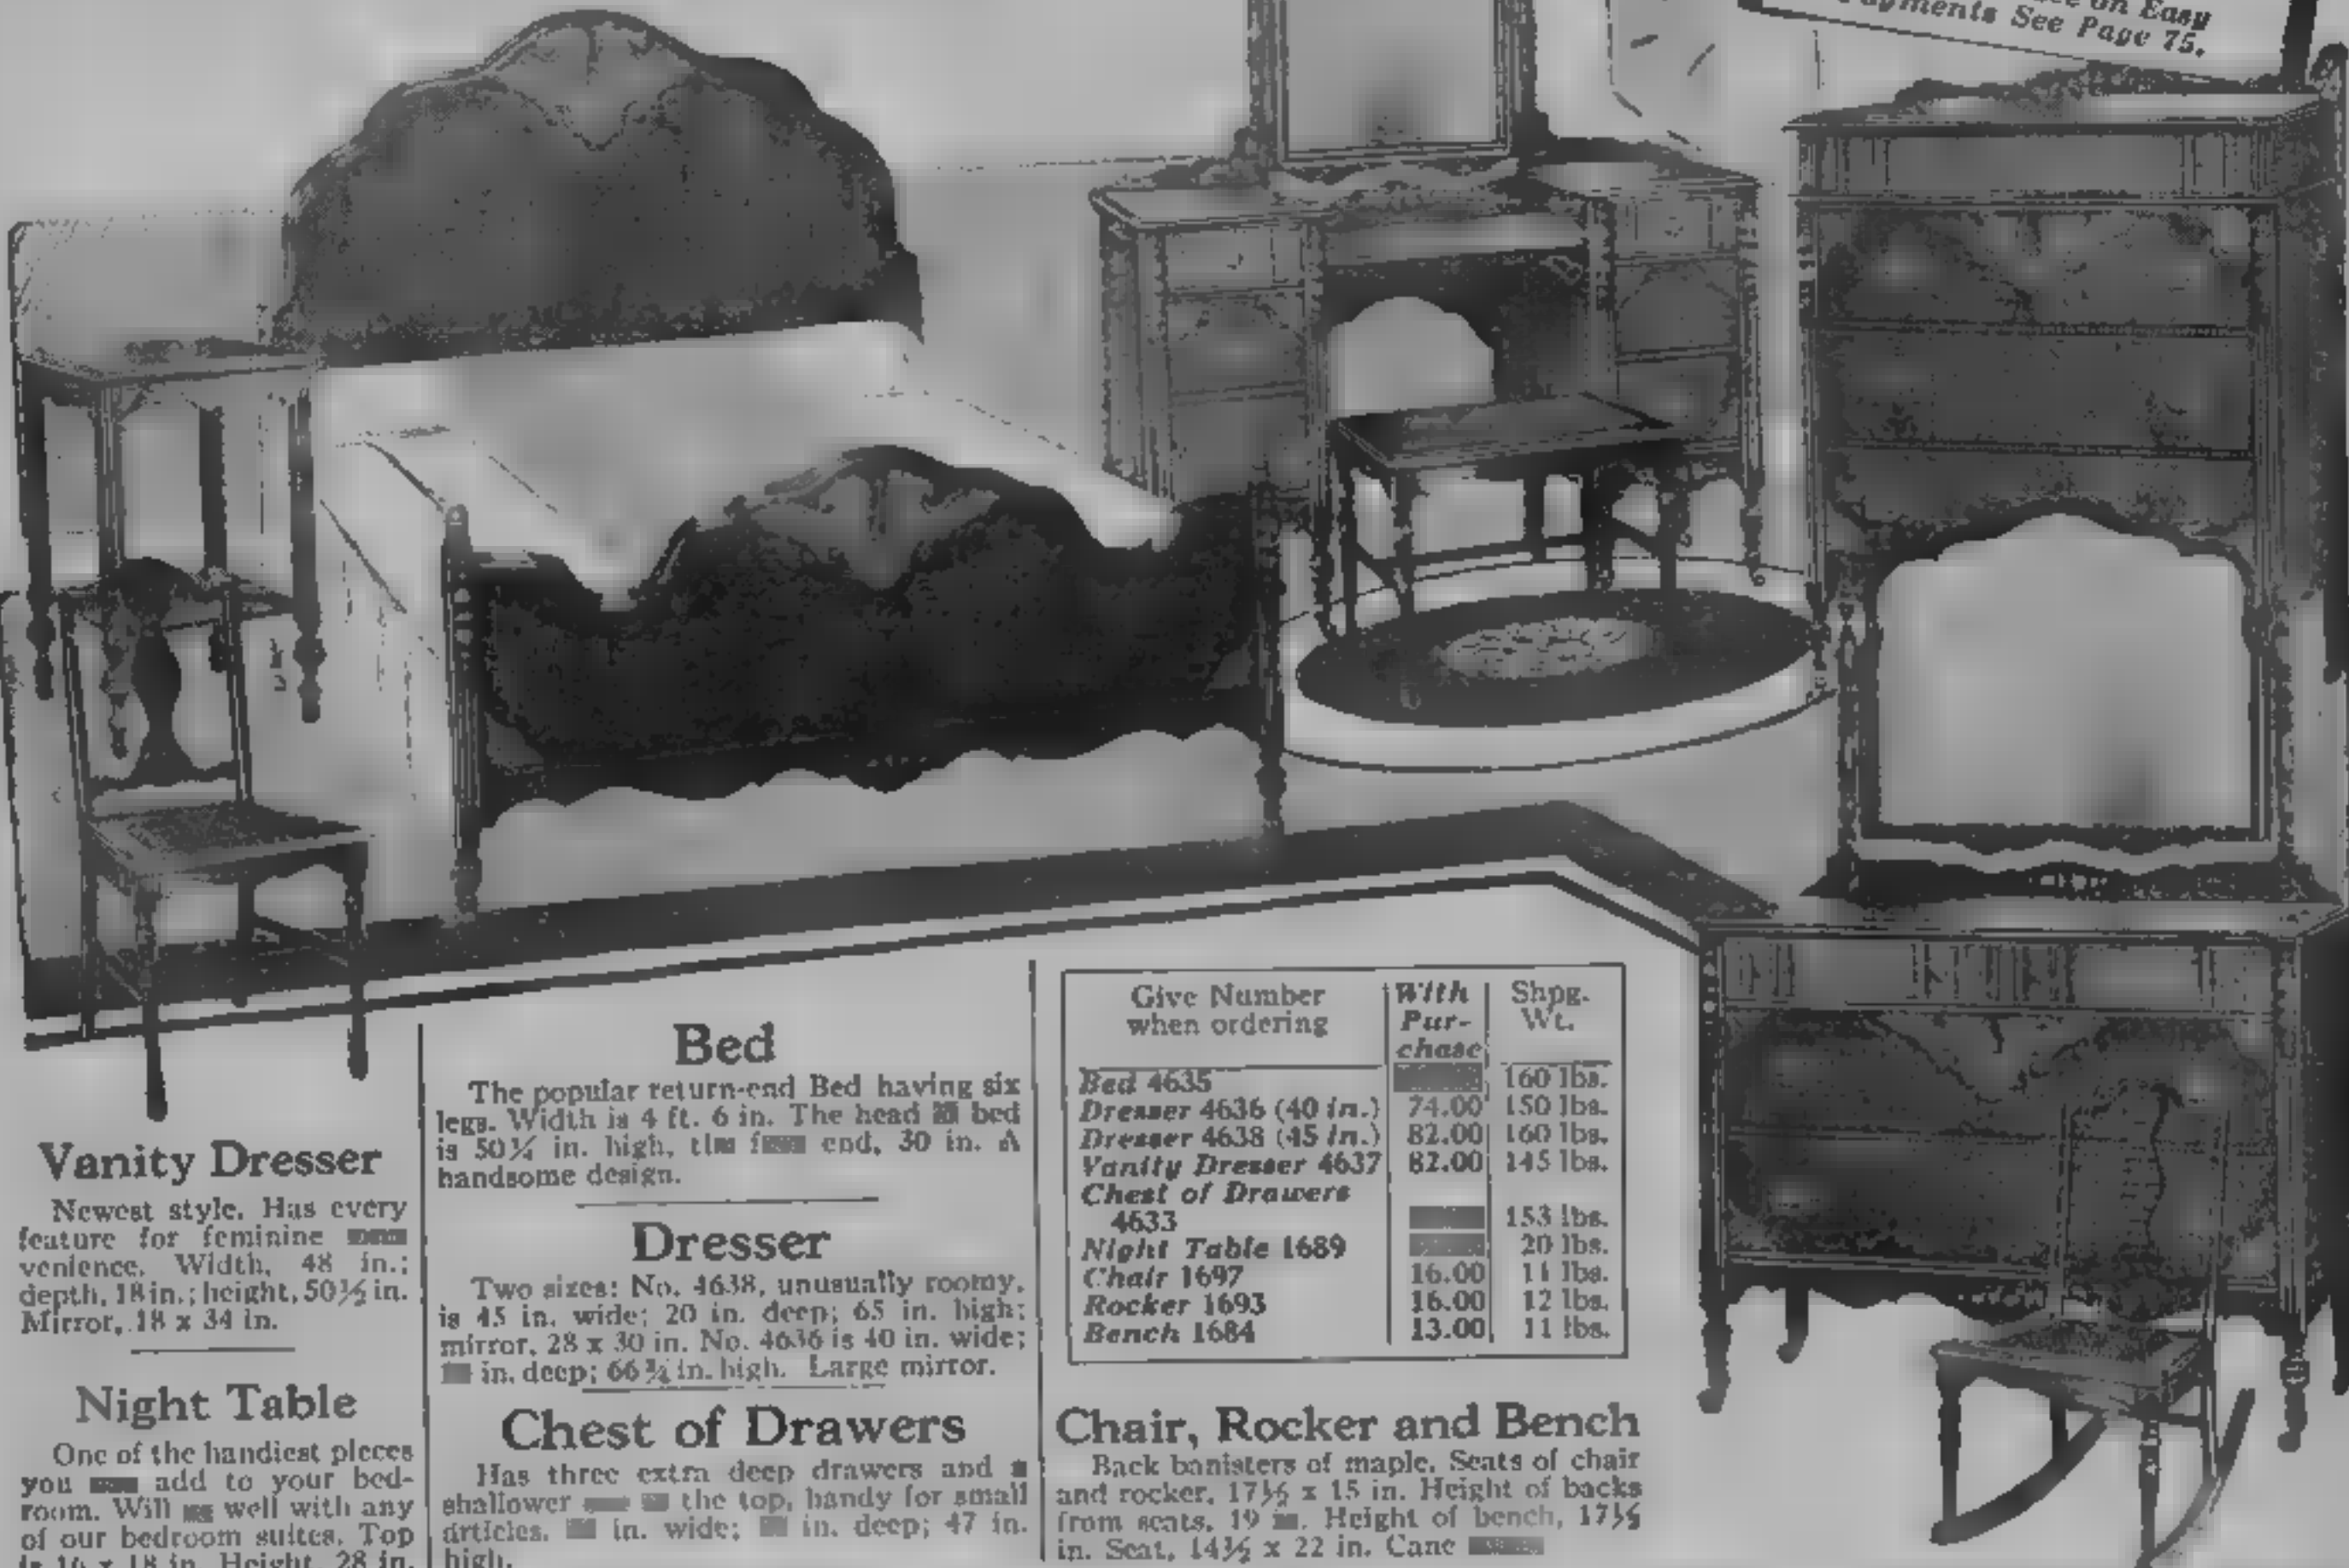 on Easy
Payments See Page 75.
Vanity Dresser
Newest style. Has every
feature for feminine
venience. Width, 48 in.;
depth, 18 in.; height, 50½ in.
Mirror, 18 x 34 in.
Night Table
One of the handiest pieces
you add to your bed-
room. Will well with any
of our bedroom suites. Top
is 16 x 18 in. Height, 28 in.
Bed
The popular return-end Bed having six
legs. Width is 4 ft. 6 in. The head bed
is 50¼ in. high, end, 30 in. A
handsome design.
Dresser
Two sizes: No. 4638, unusually roomy,
is 45 in. wide; 20 in. deep; 65 in. high;
mirror, 28 x 30 in. No. 4636 is 40 in. wide;
in. deep; 66¾ in. high. Large mirror.
Chest of Drawers
Has three extra deep drawers and
shallower the top, handy for small
articles. in. wide; in. deep; 47 in.
high.
Give Number when ordering With Pur-chase Shpg. Wt.
Bed 4635 160 lbs.
Dresser 4636 (40 in.) 74.00 150 lbs.
Dresser 4638 (45 in.) 82.00 160 lbs.
Vanity Dresser 4637 82.00 145 lbs.
Chest of Drawers
4633 153 lbs.
Night Table 1689 20 lbs.
Chair 1697 16.00 11 lbs.
Rocker 1693 16.00 12 lbs.
Bench 1684 13.00 11 lbs.
Chair, Rocker and Bench
Back banisters of maple. Seats of chair
and rocker, 17½ x 15 in. Height of backs
from seats, 19 Height of bench, 17½
in. Seat, 14½ x 22 in. Cane